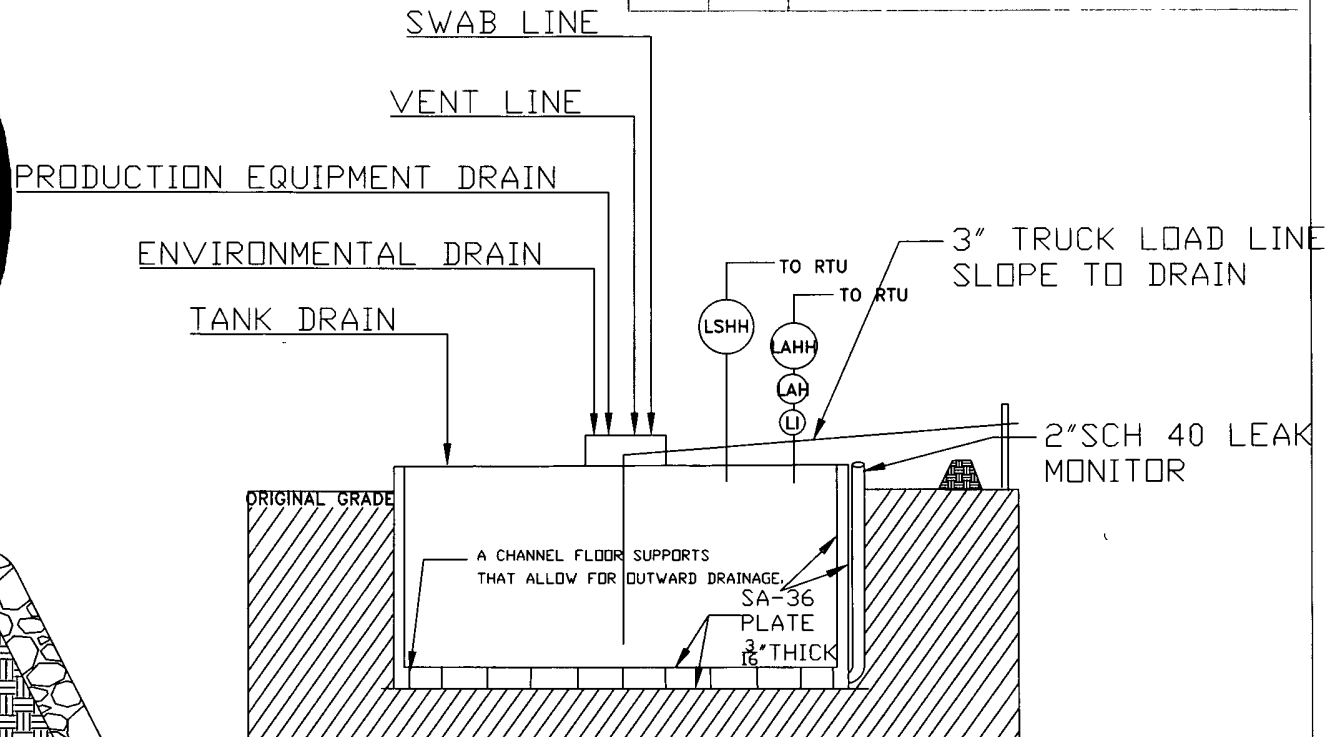 SWAB LINE
VENT LINE
PRODUCTION EQUIPMENT DRAIN
ENVIRONMENTAL DRAIN
TANK DRAIN
TO RTU
TO RTU
3" TRUCK LOAD LINE
SLOPE TO DRAIN
LSHH
LAHH
LAH
LI
2"SCH 40 LEAK
MONITOR
ORIGINAL GRADE
A CHANNEL FLOOR SUPPORTS
THAT ALLOW FOR OUTWARD DRAINAGE.
SA-36
PLATE
3/16"THICK